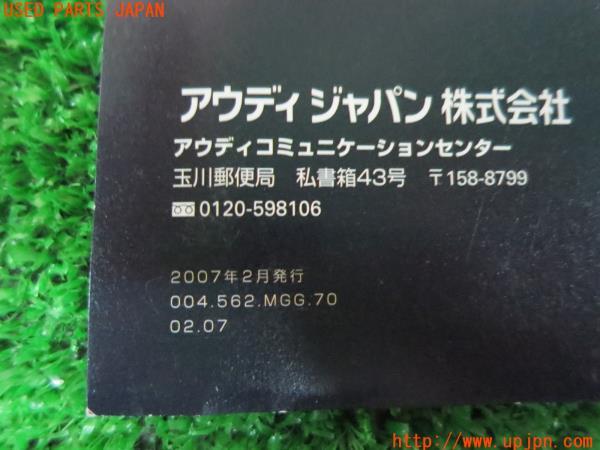 USED PARTS JAPAN
アウディ ジャパン 株式会社
アウディコミュニケーションセンター
玉川郵便局 私書箱43号 〒158-8799
0120-598106
2007年2月発行
004.562.MGG.70
02.07
http://www.upjpn.com